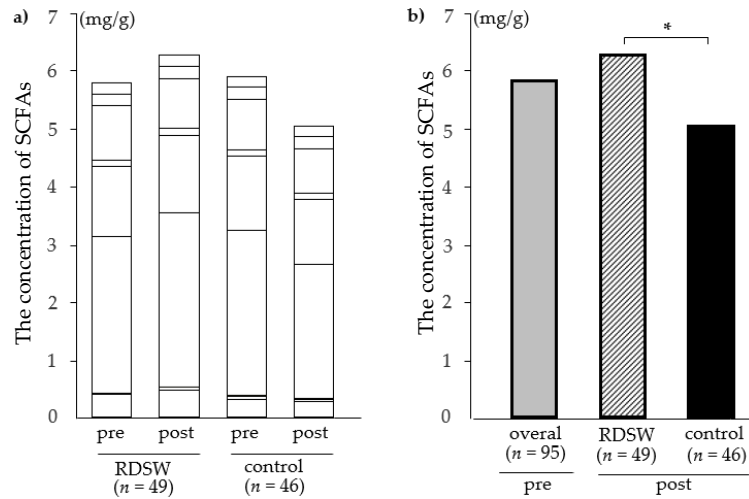 a)
(mg/g)
The concentration of SCFAs
7
6
5
4
3
2
1
0
pre post pre post
RDSW control
(n = 49) (n = 46)
b)
(mg/g)
The concentration of SCFAs
7
6
5
4
3
2
1
0
*
overal RDSW control
(n = 95) (n = 49) (n = 46)
pre post